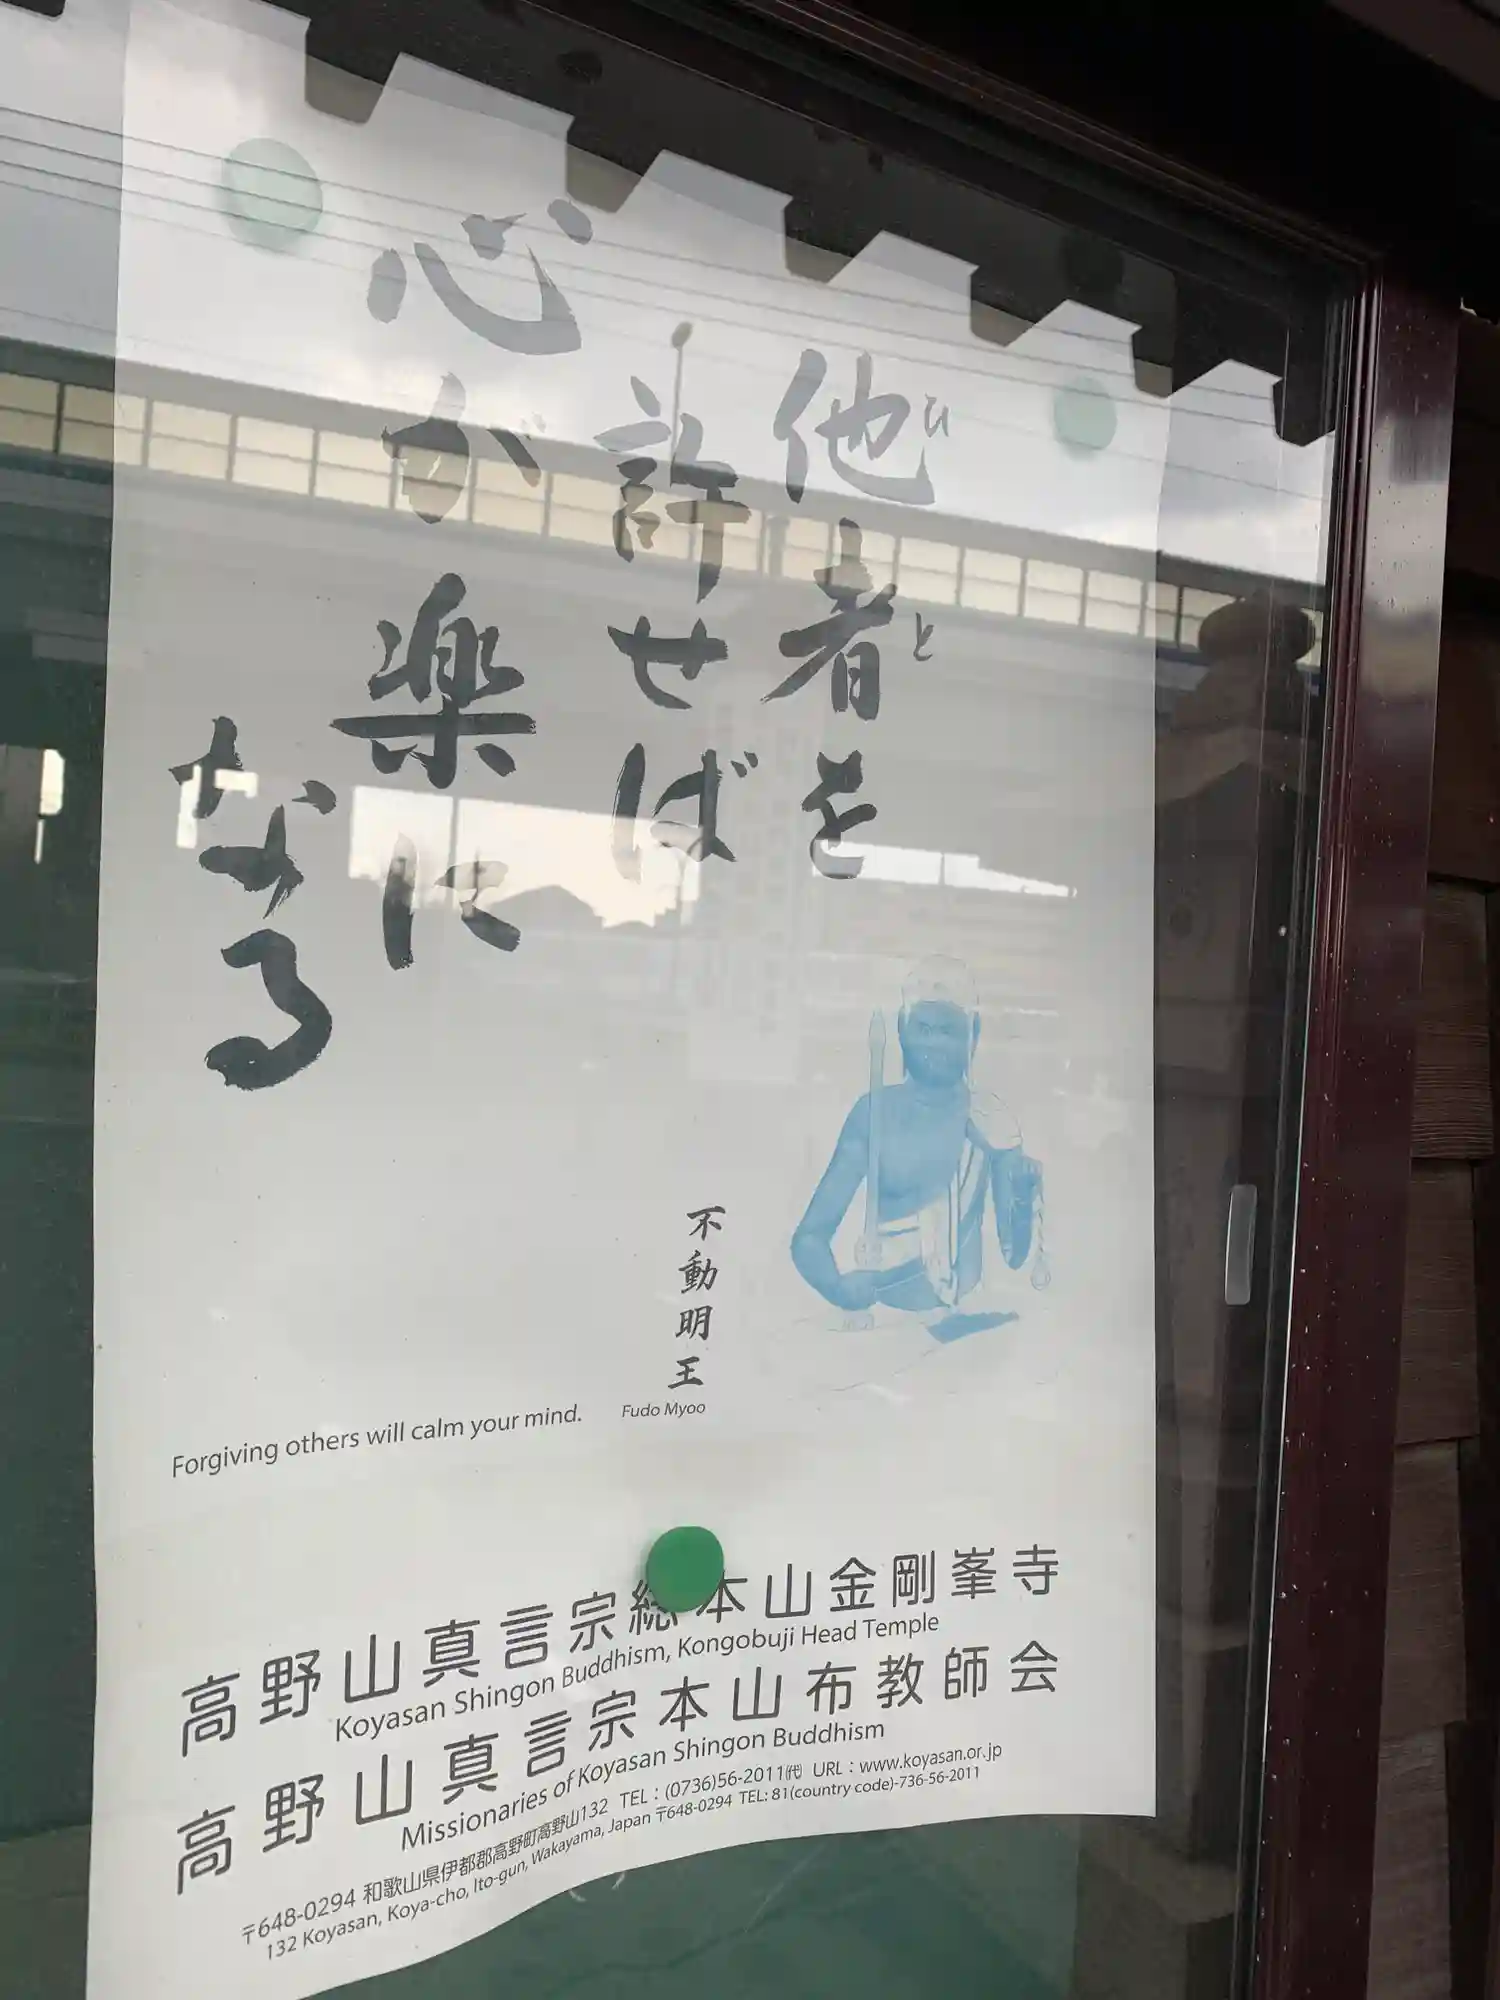 他者を
ひと
許せば
心が楽に
なる
不動明王
Fudo Myoo
Forgiving others will calm your mind.
高野山真言宗総本山金剛峯寺
Koyasan Shingon Buddhism, Kongobuji Head Temple
高野山真言宗本山布教師会
Missionaries of Koyasan Shingon Buddhism
〒648-0294 和歌山県伊都郡高野町高野山132 TEL：(0736)56-2011㈹ URL：www.koyasan.or.jp
132 Koyasan, Koya-cho, Ito-gun, Wakayama, Japan 〒648-0294 TEL: 81(country code)-736-56-2011